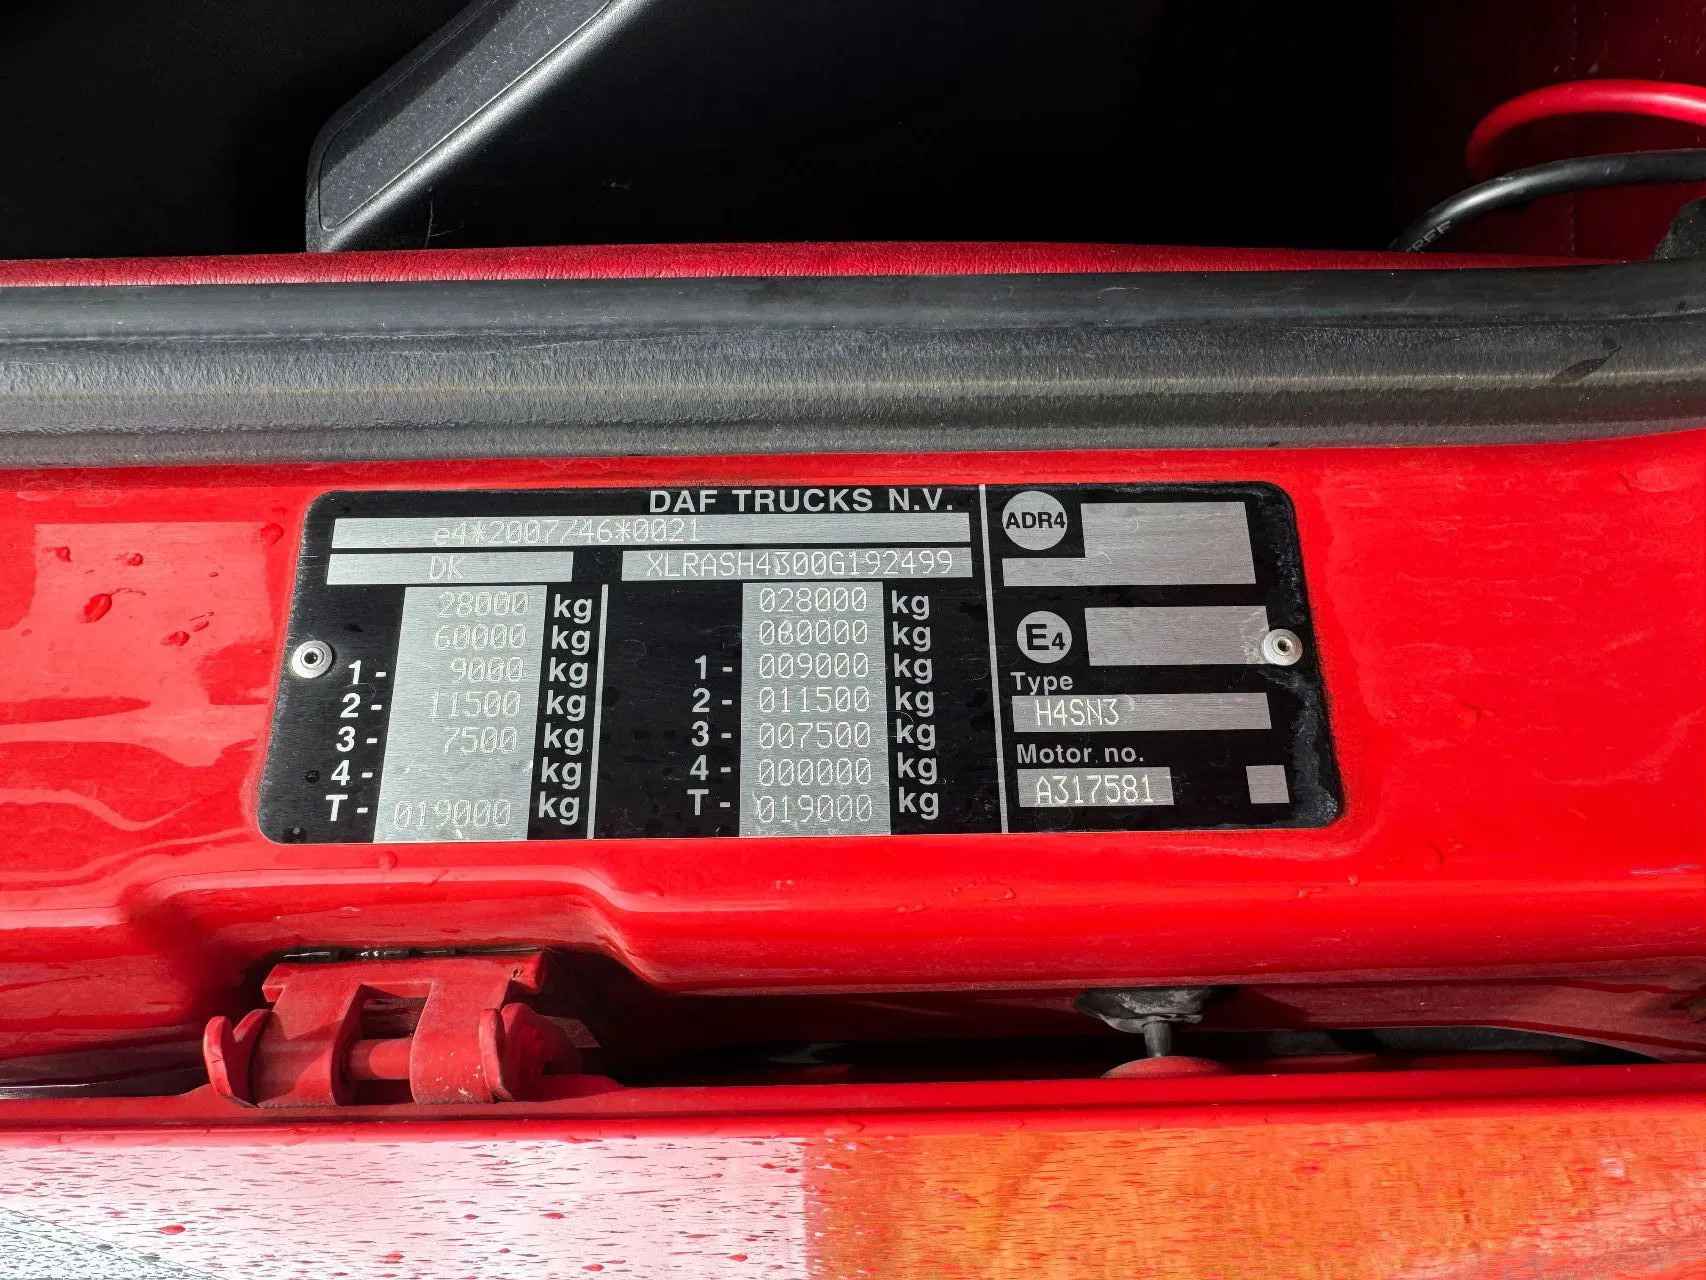 DAF TRUCKS N.V.
e4*2007/46*0021
DK XLRASH4300G192499
28000 kg 028000 kg
60000 kg 060000 kg
1- 9000 kg 1- 009000 kg
2- 11500 kg 2- 011500 kg
3- 7500 kg 3- 007500 kg
4- kg 4- 000000 kg
T- 019000 kg T- 019000 kg
ADR4
E4
Type
H4SN3
Motor no.
A317581